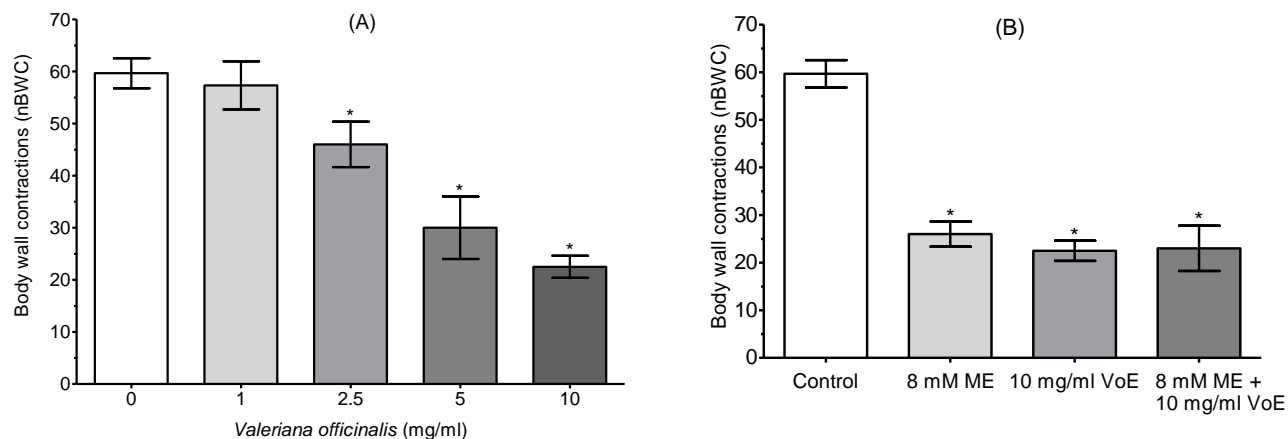 (A)
Body wall contractions (nBWC)
70
60
50
40
30
20
10
0
*
*
*
0 1 2.5 5 10
Valeriana officinalis (mg/ml)
(B)
Body wall contractions (nBWC)
70
60
50
40
30
20
10
0
*
*
*
Control 8 mM ME 10 mg/ml VoE 8 mM ME +
10 mg/ml VoE